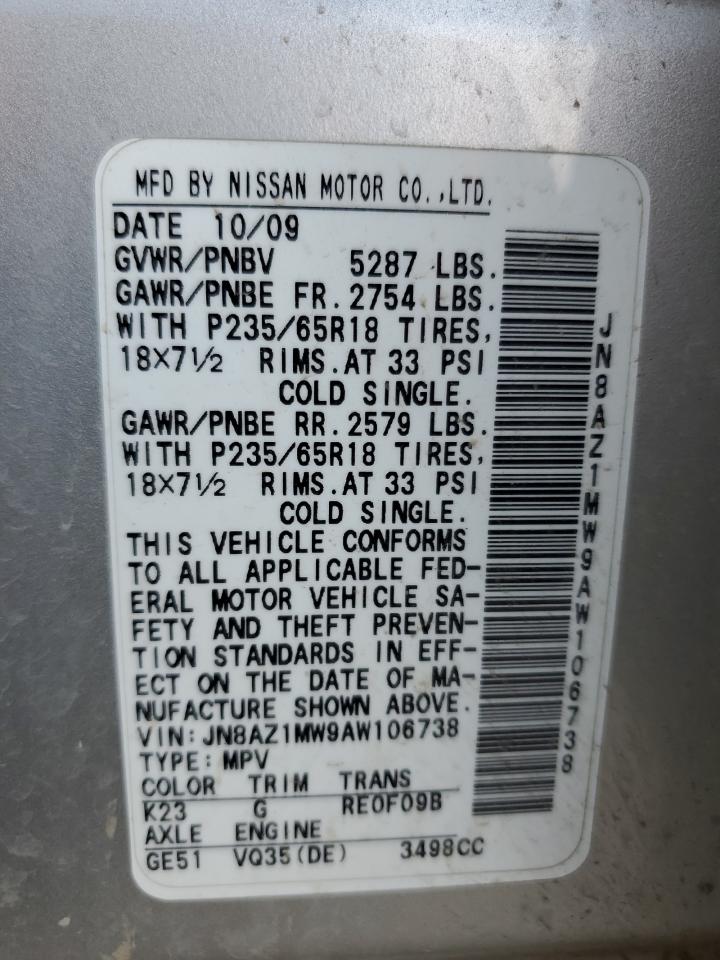 MFD BY NISSAN MOTOR CO.,LTD.
DATE 10/09
GVWR/PNBV 5287 LBS.
GAWR/PNBE FR.2754 LBS.
WITH P235/65R18 TIRES,
18×7½ RIMS.AT 33 PSI
COLD SINGLE.
GAWR/PNBE RR.2579 LBS.
WITH P235/65R18 TIRES,
18×7½ RIMS.AT 33 PSI
COLD SINGLE.
THIS VEHICLE CONFORMS
TO ALL APPLICABLE FED-
ERAL MOTOR VEHICLE SA-
FETY AND THEFT PREVEN-
TION STANDARDS IN EFF-
ECT ON THE DATE OF MA-
NUFACTURE SHOWN ABOVE.
VIN:JN8AZ1MW9AW106738
TYPE:MPV
COLOR TRIM TRANS
K23 G RE0F09B
AXLE ENGINE
GE51 VQ35(DE) 3498CC
JN8AZ1MW9AW106738